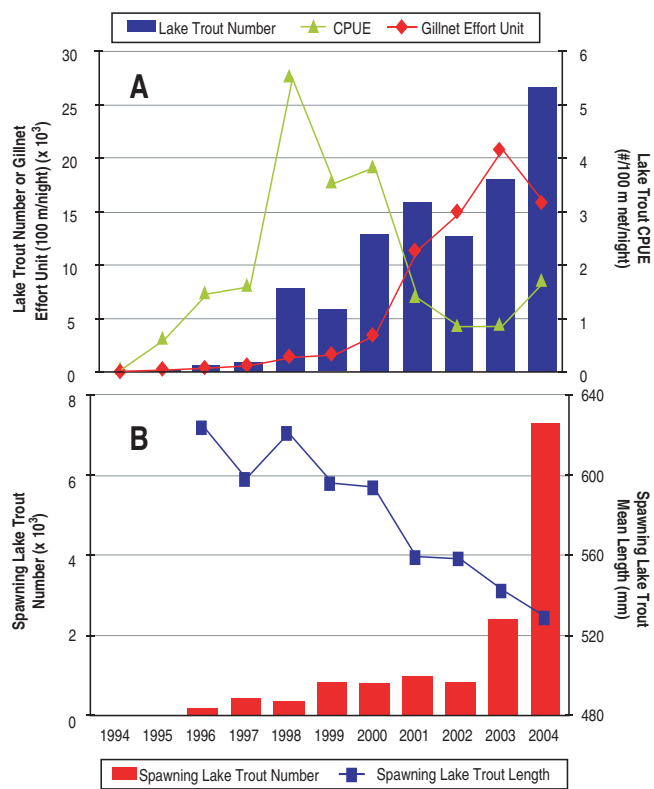 Lake Trout Number CPUE Gillnet Effort Unit
A
30
25
20
15
10
5
0
Lake Trout Number or Gillnet
Effort Unit (100 m/night) (x 10³)
6
5
4
3
2
1
0
Lake Trout CPUE
(#/100 m net/night)
B
8
6
4
2
0
Spawning Lake Trout
Number (x 10³)
640
600
560
520
480
Spawning Lake Trout
Mean Length (mm)
1994 1995 1996 1997 1998 1999 2000 2001 2002 2003 2004
Spawning Lake Trout Number Spawning Lake Trout Length